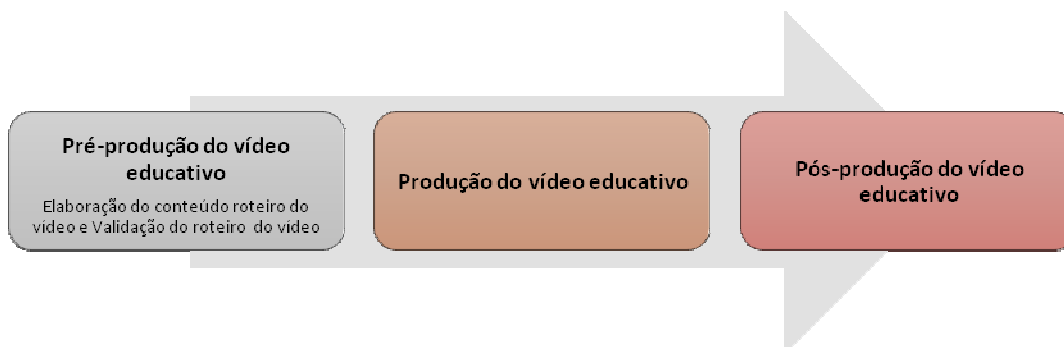 Pré-produção do vídeo
educativo
Elaboração do conteúdo roteiro do
vídeo e Validação do roteiro do vídeo
Produção do vídeo educativo
Pós-produção do vídeo
educativo